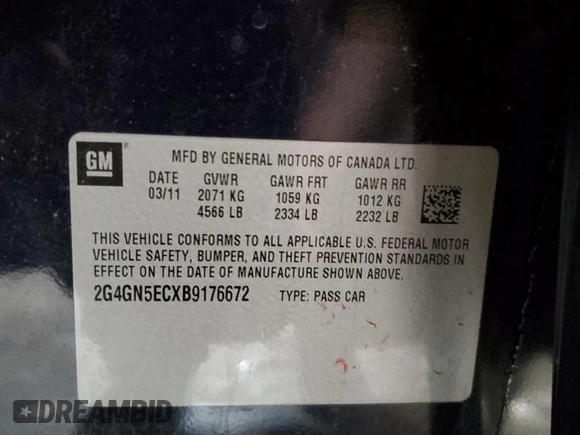 GM
MFD BY GENERAL MOTORS OF CANADA LTD.
DATE GVWR GAWR FRT GAWR RR
03/11 2071 KG 1059 KG 1012 KG
4566 LB 2334 LB 2232 LB
THIS VEHICLE CONFORMS TO ALL APPLICABLE U.S. FEDERAL MOTOR
VEHICLE SAFETY, BUMPER, AND THEFT PREVENTION STANDARDS IN
EFFECT ON THE DATE OF MANUFACTURE SHOWN ABOVE.
2G4GN5ECXB9176672 TYPE: PASS CAR
DREAMBID